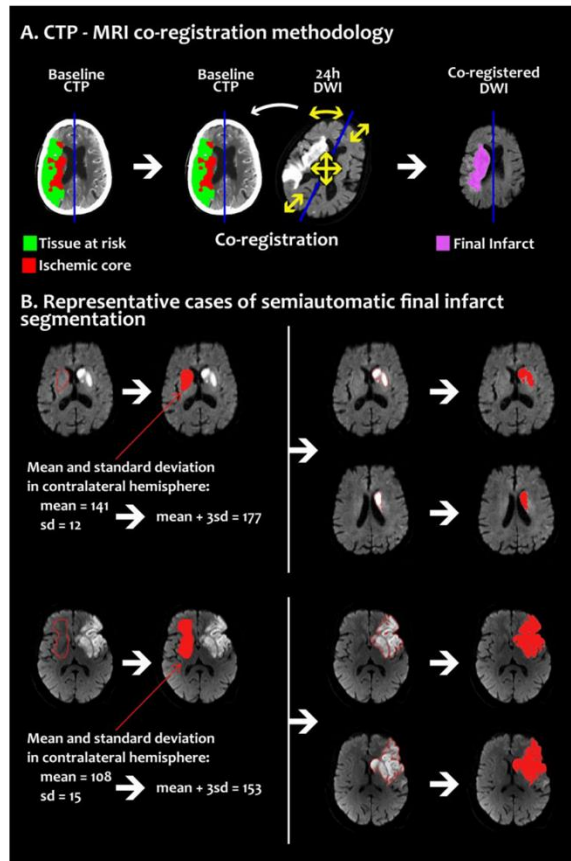 A. CTP - MRI co-registration methodology
Baseline
CTP
Baseline
CTP
24h
DWI
Co-registered
DWI
Co-registration
Tissue at risk
Ischemic core
Final Infarct
B. Representative cases of semiautomatic final infarct
segmentation
Mean and standard deviation
in contralateral hemisphere:
mean = 141
sd = 12
mean + 3sd = 177
Mean and standard deviation
in contralateral hemisphere:
mean = 108
sd = 15
mean + 3sd = 153